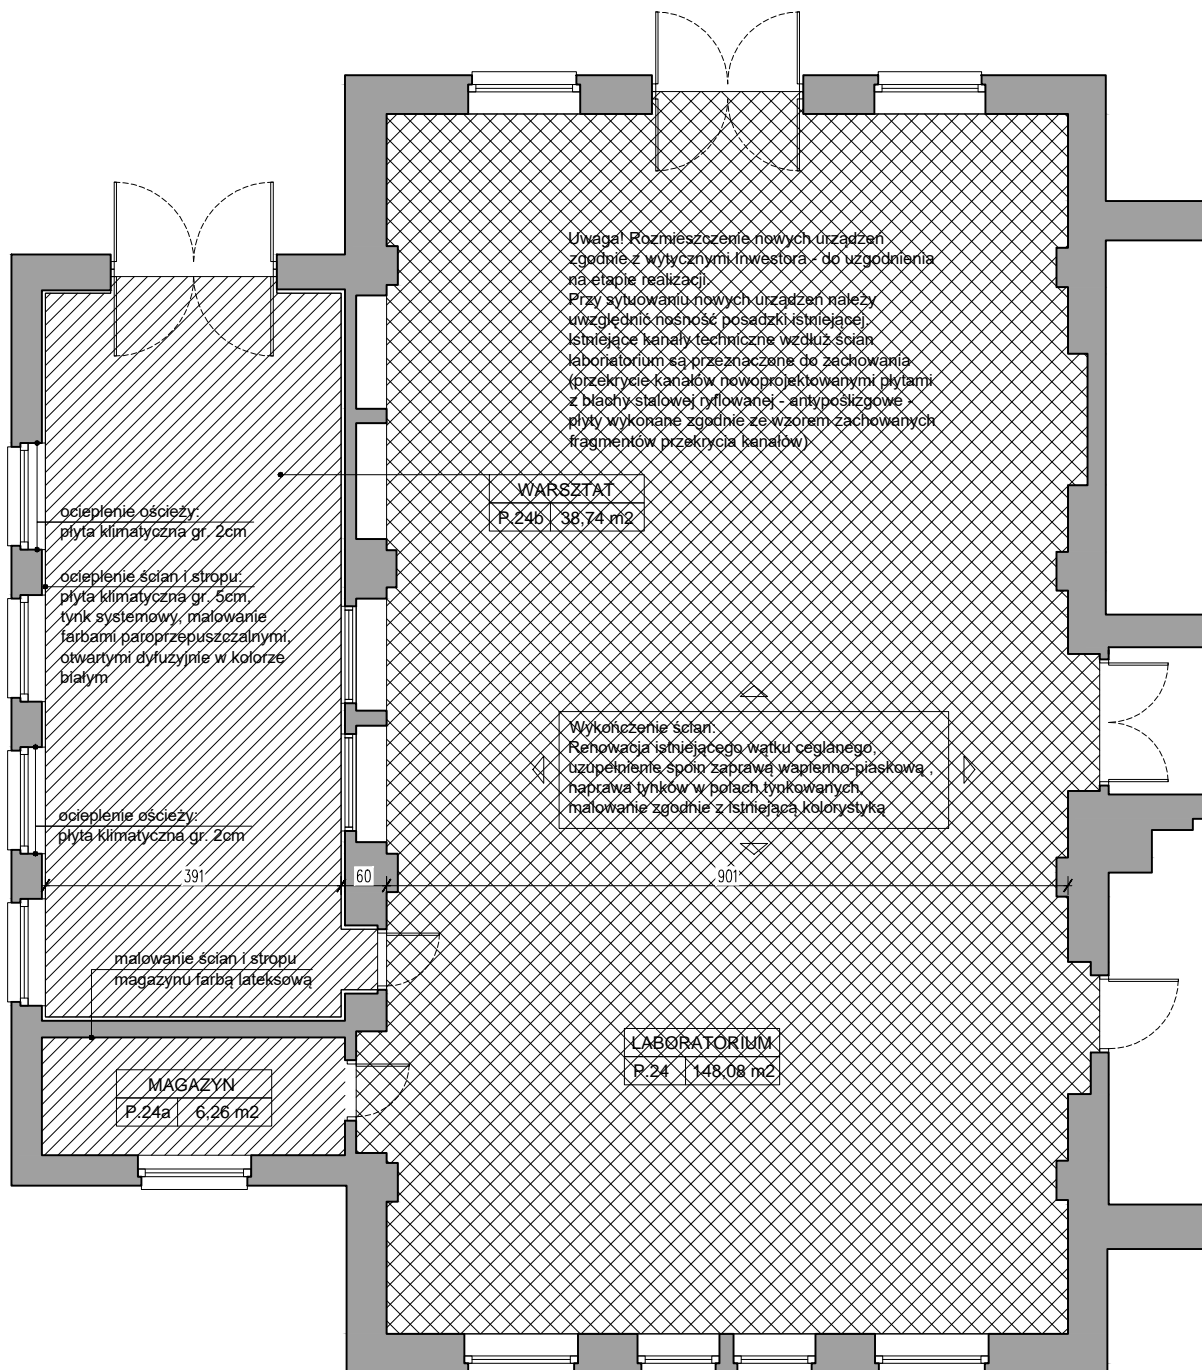 Uwaga! Rozmieszczenie nowych urządzeń
zgodnie z wytycznymi Inwestora - do uzgodnienia
na etapie realizacji.
Przy sytuowaniu nowych urządzeń należy
uwzględnić nośność posadzki istniejącej.
Istniejące kanały techniczne wzdłuż ścian
laboriatorium są przeznaczone do zachowania
(przekrycie kanałów nowoprojektowanymi płytami
z blachy stalowej ryflowanej - antypoślizgowe -
płyty wykonane zgodnie ze wzorem zachowanych
fragmentów przekrycia kanałów)
WARSZTAT
P.24b 38,74 m2
ocieplenie ościeży:
płyta klimatyczna gr. 2cm
ocieplenie ścian i stropu:
płyta klimatyczna gr. 5cm,
tynk systemowy, malowanie
farbami paroprzepuszczalnymi,
otwartymi dyfuzyjnie w kolorze
białym
Wykończenie ścian:
Renowacja istniejącego wątku ceglanego,
uzupełnienie spoin zaprawą wapienno-piaskową ,
naprawa tynków w polach tynkowanych,
malowanie zgodnie z istniejącą kolorystyką
ocieplenie ościeży:
płyta klimatyczna gr. 2cm
391
60
901
malowanie ścian i stropu
magazynu farbą lateksową
LABORATORIUM
P.24 148,08 m2
MAGAZYN
P.24a 6,26 m2